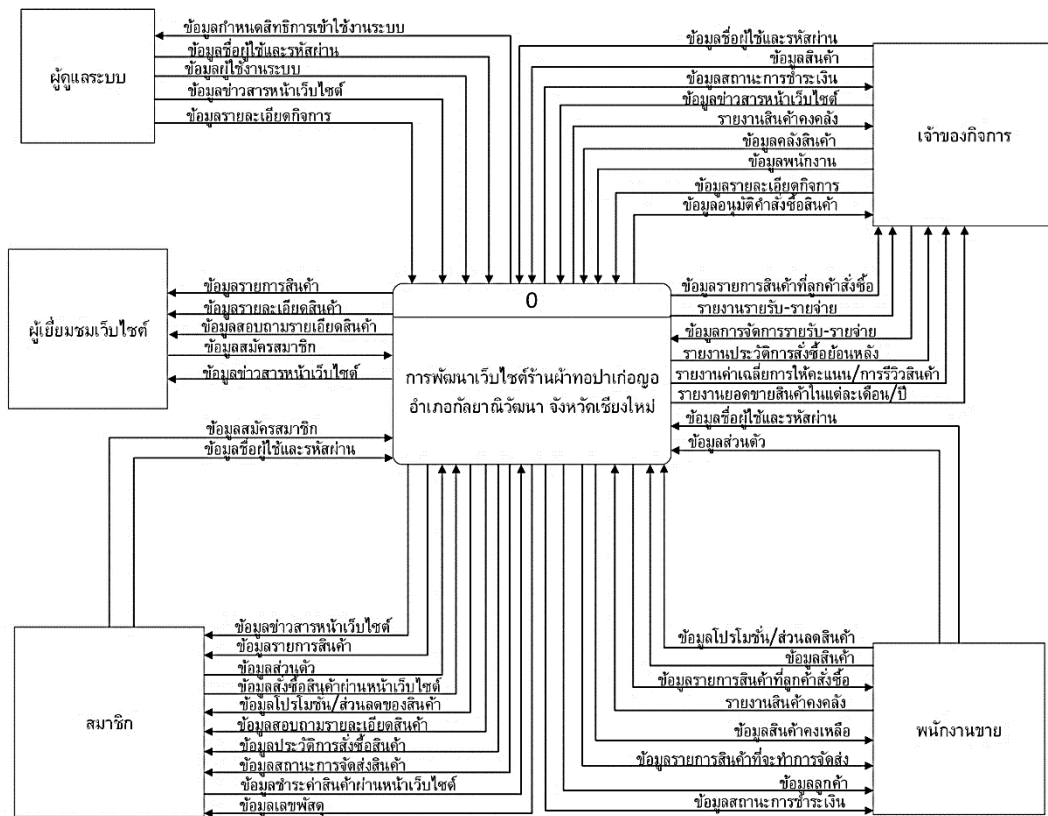 ผู้ดูแลระบบ
ข้อมูลกำหนดสิทธิการเข้าใช้งานระบบ
ข้อมูลชื่อผู้ใช้และรหัสผ่าน
ข้อมูลผู้ใช้งานระบบ
ข้อมูลข่าวสารหน้าเว็บไซต์
ข้อมูลรายละเอียดกิจการ
ข้อมูลชื่อผู้ใช้และรหัสผ่าน
ข้อมูลสินค้า
ข้อมูลสถานะการชำระเงิน
ข้อมูลข่าวสารหน้าเว็บไซต์
รายงานสินค้าคงคลัง
ข้อมูลคลังสินค้า
ข้อมูลพนักงาน
ข้อมูลรายละเอียดกิจการ
ข้อมูลอนุมัติคำสั่งซื้อสินค้า
เจ้าของกิจการ
ผู้เยี่ยมชมเว็บไซต์
ข้อมูลรายการสินค้า
ข้อมูลรายละเอียดสินค้า
ข้อมูลสอบถามรายเอียดสินค้า
ข้อมูลสมัครสมาชิก
ข้อมูลข่าวสารหน้าเว็บไซต์
0
การพัฒนาเว็บไซต์ร้านผ้าทอปาเก่อญอ
อำเภอกัลยาณิวัฒนา จังหวัดเชียงใหม่
ข้อมูลรายการสินค้าที่ลูกค้าสั่งซื้อ
รายงานรายรับ-รายจ่าย
ข้อมูลการจัดการรายรับ-รายจ่าย
รายงานประวัติการสั่งซื้อย้อนหลัง
รายงานค่าเฉลี่ยการให้คะแนน/การรีวิวสินค้า
รายงานยอดขายสินค้าในแต่ละเดือน/ปี
ข้อมูลชื่อผู้ใช้และรหัสผ่าน
ข้อมูลส่วนตัว
ข้อมูลสมัครสมาชิก
ข้อมูลชื่อผู้ใช้และรหัสผ่าน
สมาชิก
ข้อมูลข่าวสารหน้าเว็บไซต์
ข้อมูลรายการสินค้า
ข้อมูลส่วนตัว
ข้อมูลสั่งซื้อสินค้าผ่านหน้าเว็บไซต์
ข้อมูลโปรโมชั่น/ส่วนลดของสินค้า
ข้อมูลสอบถามรายละเอียดสินค้า
ข้อมูลประวัติการสั่งซื้อสินค้า
ข้อมูลสถานะการจัดส่งสินค้า
ข้อมูลชำระค่าสินค้าผ่านหน้าเว็บไซต์
ข้อมูลเลขพัสดุ
ข้อมูลโปรโมชั่น/ส่วนลดสินค้า
ข้อมูลสินค้า
ข้อมูลรายการสินค้าที่ลูกค้าสั่งซื้อ
รายงานสินค้าคงคลัง
ข้อมูลสินค้าคงเหลือ
ข้อมูลรายการสินค้าที่จะทำการจัดส่ง
ข้อมูลลูกค้า
ข้อมูลสถานะการชำระเงิน
พนักงานขาย